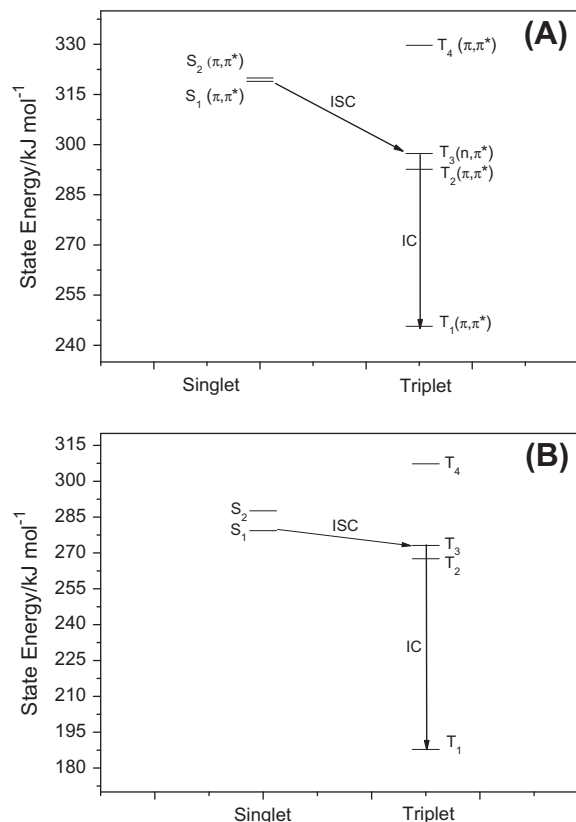 (A)
330
T4 (π,π*)
S2 (π,π*)
315
S1 (π,π*)
ISC
300
T3(n,π*)
T2(π,π*)
285
270
IC
255
T1(π,π*)
240
State Energy/kJ mol-1
Singlet Triplet
(B)
315
T4
300
S2
285
S1
ISC
T3
270
T2
255
240
IC
225
210
195
T1
180
State Energy/kJ mol-1
Singlet Triplet